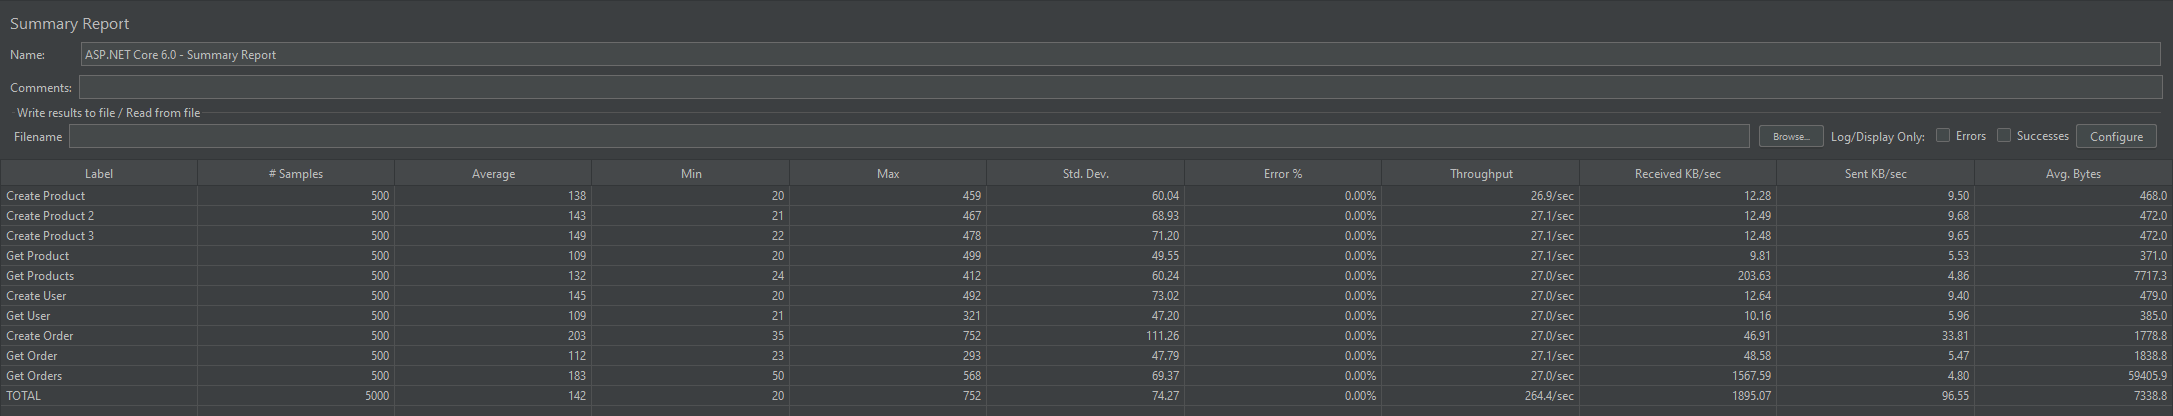 Summary Report
Name: ASP.NET Core 6.0 - Summary Report
Comments:
Write results to file / Read from file
Filename Browse... Log/Display Only: Errors Successes Configure
Label # Samples Average Min Max Std. Dev. Error % Throughput Received KB/sec Sent KB/sec Avg. Bytes
Create Product 500 138 20 459 60.04 0.00% 26.9/sec 12.28 9.50 468.0
Create Product 2 500 143 21 467 68.93 0.00% 27.1/sec 12.49 9.68 472.0
Create Product 3 500 149 22 478 71.20 0.00% 27.1/sec 12.48 9.65 472.0
Get Product 500 109 20 499 49.55 0.00% 27.1/sec 9.81 5.53 371.0
Get Products 500 132 24 412 60.24 0.00% 27.0/sec 203.63 4.86 7717.3
Create User 500 145 20 492 73.02 0.00% 27.0/sec 12.64 9.40 479.0
Get User 500 109 21 321 47.20 0.00% 27.0/sec 10.16 5.96 385.0
Create Order 500 203 35 752 111.26 0.00% 27.0/sec 46.91 33.81 1778.8
Get Order 500 112 23 293 47.79 0.00% 27.1/sec 48.58 5.47 1838.8
Get Orders 500 183 50 568 69.37 0.00% 27.0/sec 1567.59 4.80 59405.9
TOTAL 5000 142 20 752 74.27 0.00% 264.4/sec 1895.07 96.55 7338.8